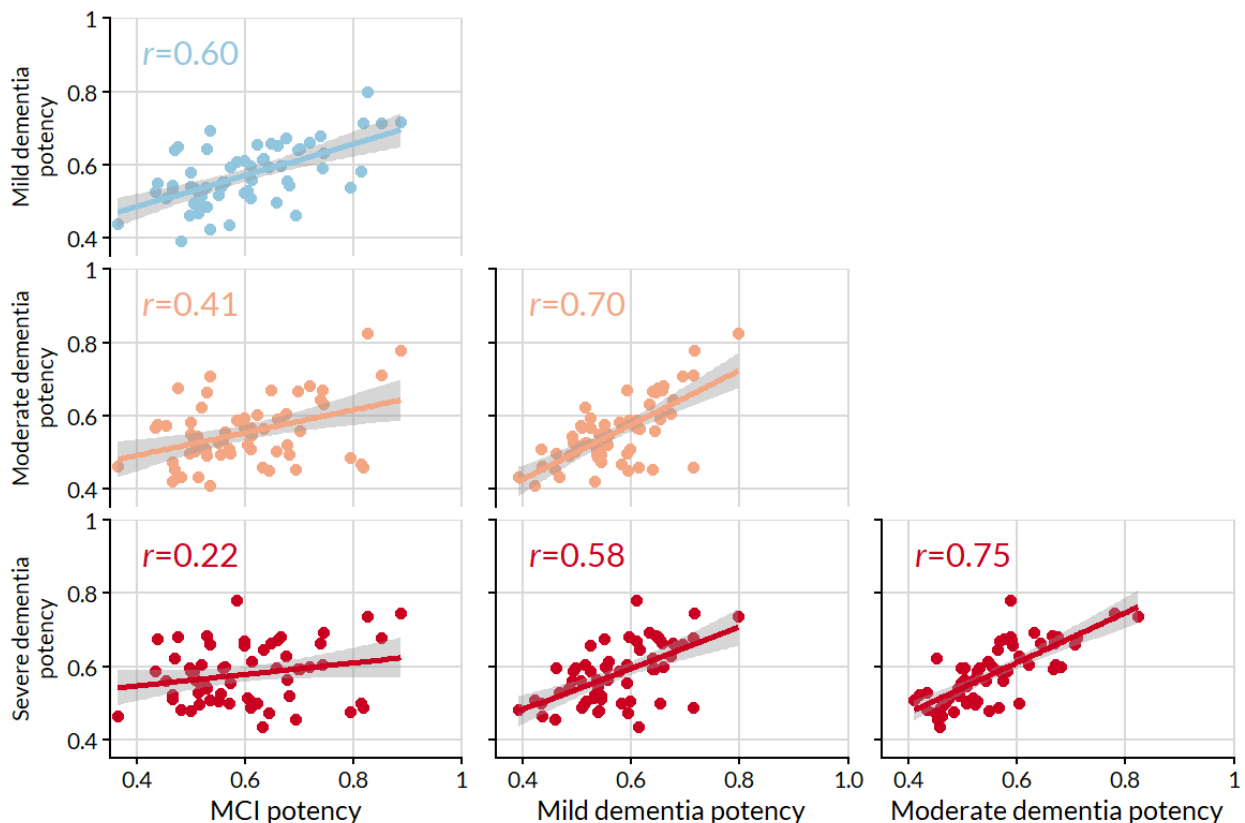 1
Mild dementia
potency
0.8
0.6
0.4
r=0.60
1
Moderate dementia
potency
0.8
0.6
0.4
r=0.41
r=0.70
1
Severe dementia
potency
0.8
0.6
0.4
r=0.22
r=0.58
r=0.75
0.4 0.6 0.8 1
0.4 0.6 0.8 1.0
0.4 0.6 0.8 1
MCI potency
Mild dementia potency
Moderate dementia potency